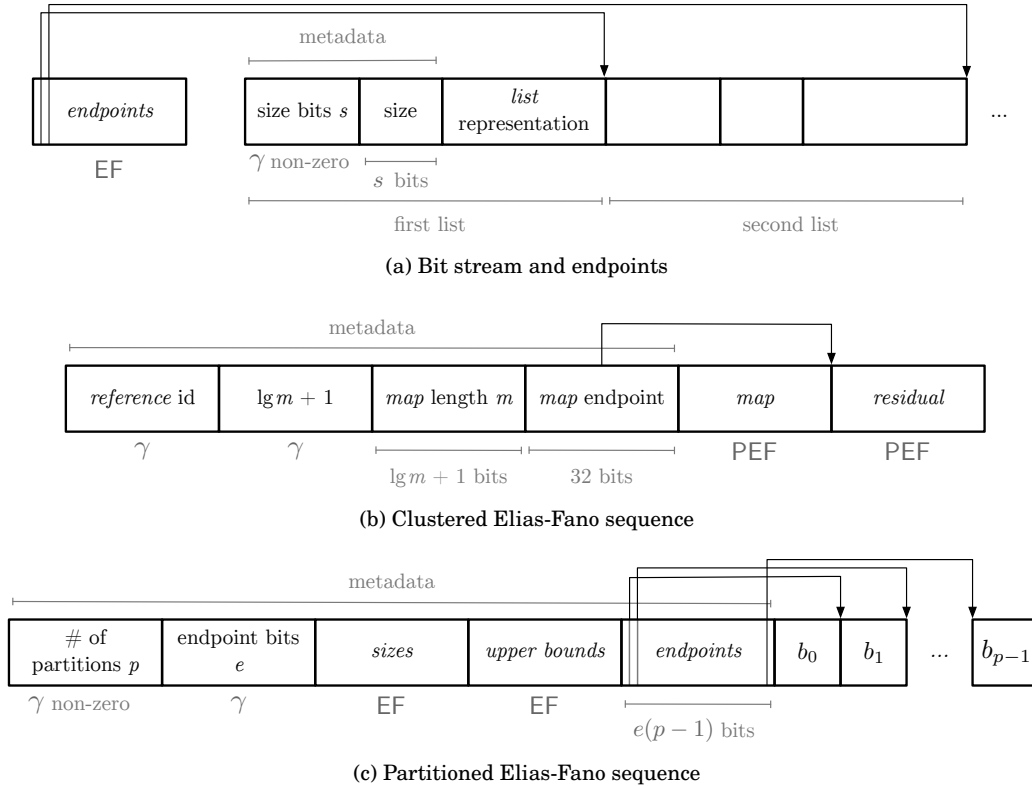 metadata
endpoints
size bits s
size
list
representation
...
EF
γ non-zero
s bits
first list
second list
(a) Bit stream and endpoints
metadata
reference id
lg m + 1
map length m
map endpoint
map
residual
γ
γ
lg m + 1 bits
32 bits
PEF
PEF
(b) Clustered Elias-Fano sequence
metadata
# of
partitions p
endpoint bits
e
sizes
upper bounds
endpoints
b₀
b₁
...
bₚ₋₁
γ non-zero
γ
EF
EF
e(p − 1) bits
(c) Partitioned Elias-Fano sequence